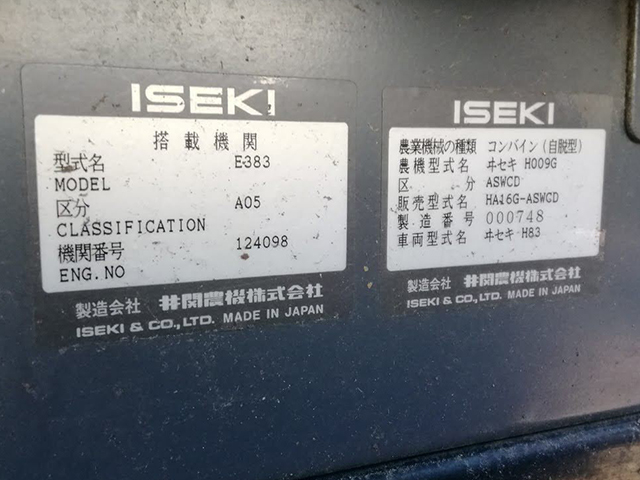 ISEKI
搭載機関
型式名 E383
MODEL
区分 A05
CLASSIFICATION
機関番号 124098
ENG.NO
製造会社 井関農機株式会社
ISEKI & CO.,LTD. MADE IN JAPAN
ISEKI
農業機械の種類 コンバイン(自脱型)
農機型式名 ヰセキ H009G
区分 ASWCD
販売型式名 HA16G-ASWCD
製造番号 000748
車両型式名 ヰセキ H83
製造会社 井関農機株式会社
ISEKI & CO.,LTD. MADE IN JAPAN